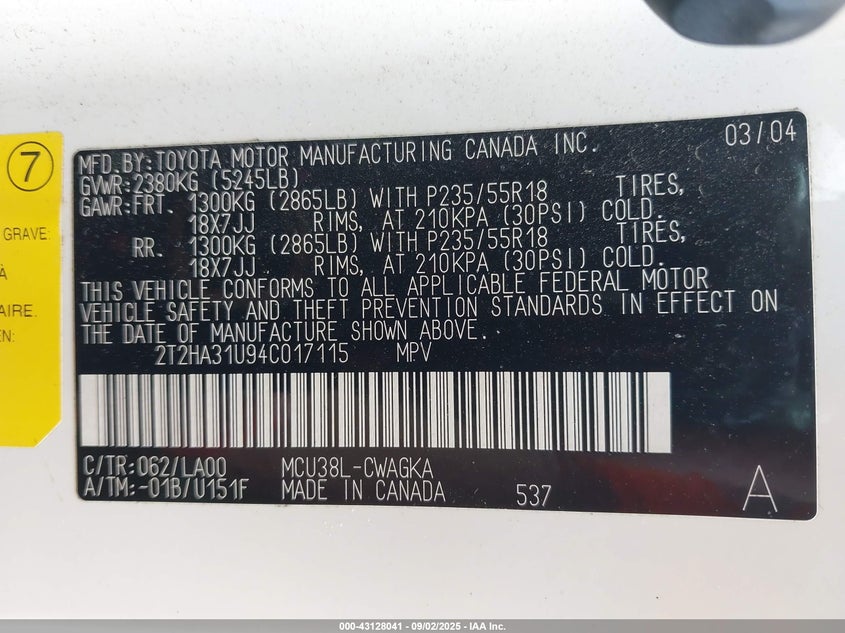 7
GRAVE:
À
AIRE.
EN:
03/04
MFD.BY:TOYOTA MOTOR MANUFACTURING CANADA INC.
GVWR:2380KG (5245LB)
GAWR:FRT. 1300KG (2865LB) WITH P235/55R18 TIRES,
18X7JJ RIMS, AT 210KPA (30PSI) COLD.
RR. 1300KG (2865LB) WITH P235/55R18 TIRES,
18X7JJ RIMS, AT 210KPA (30PSI) COLD.
THIS VEHICLE CONFORMS TO ALL APPLICABLE FEDERAL MOTOR
VEHICLE SAFETY AND THEFT PREVENTION STANDARDS IN EFFECT ON
THE DATE OF MANUFACTURE SHOWN ABOVE.
2T2HA31U94C017115 MPV
C/TR:062/LA00 MCU38L-CWAGKA
A/TM:-01B/U151F MADE IN CANADA 537 A
000-43128041 - 09/02/2025 - IAA Inc.